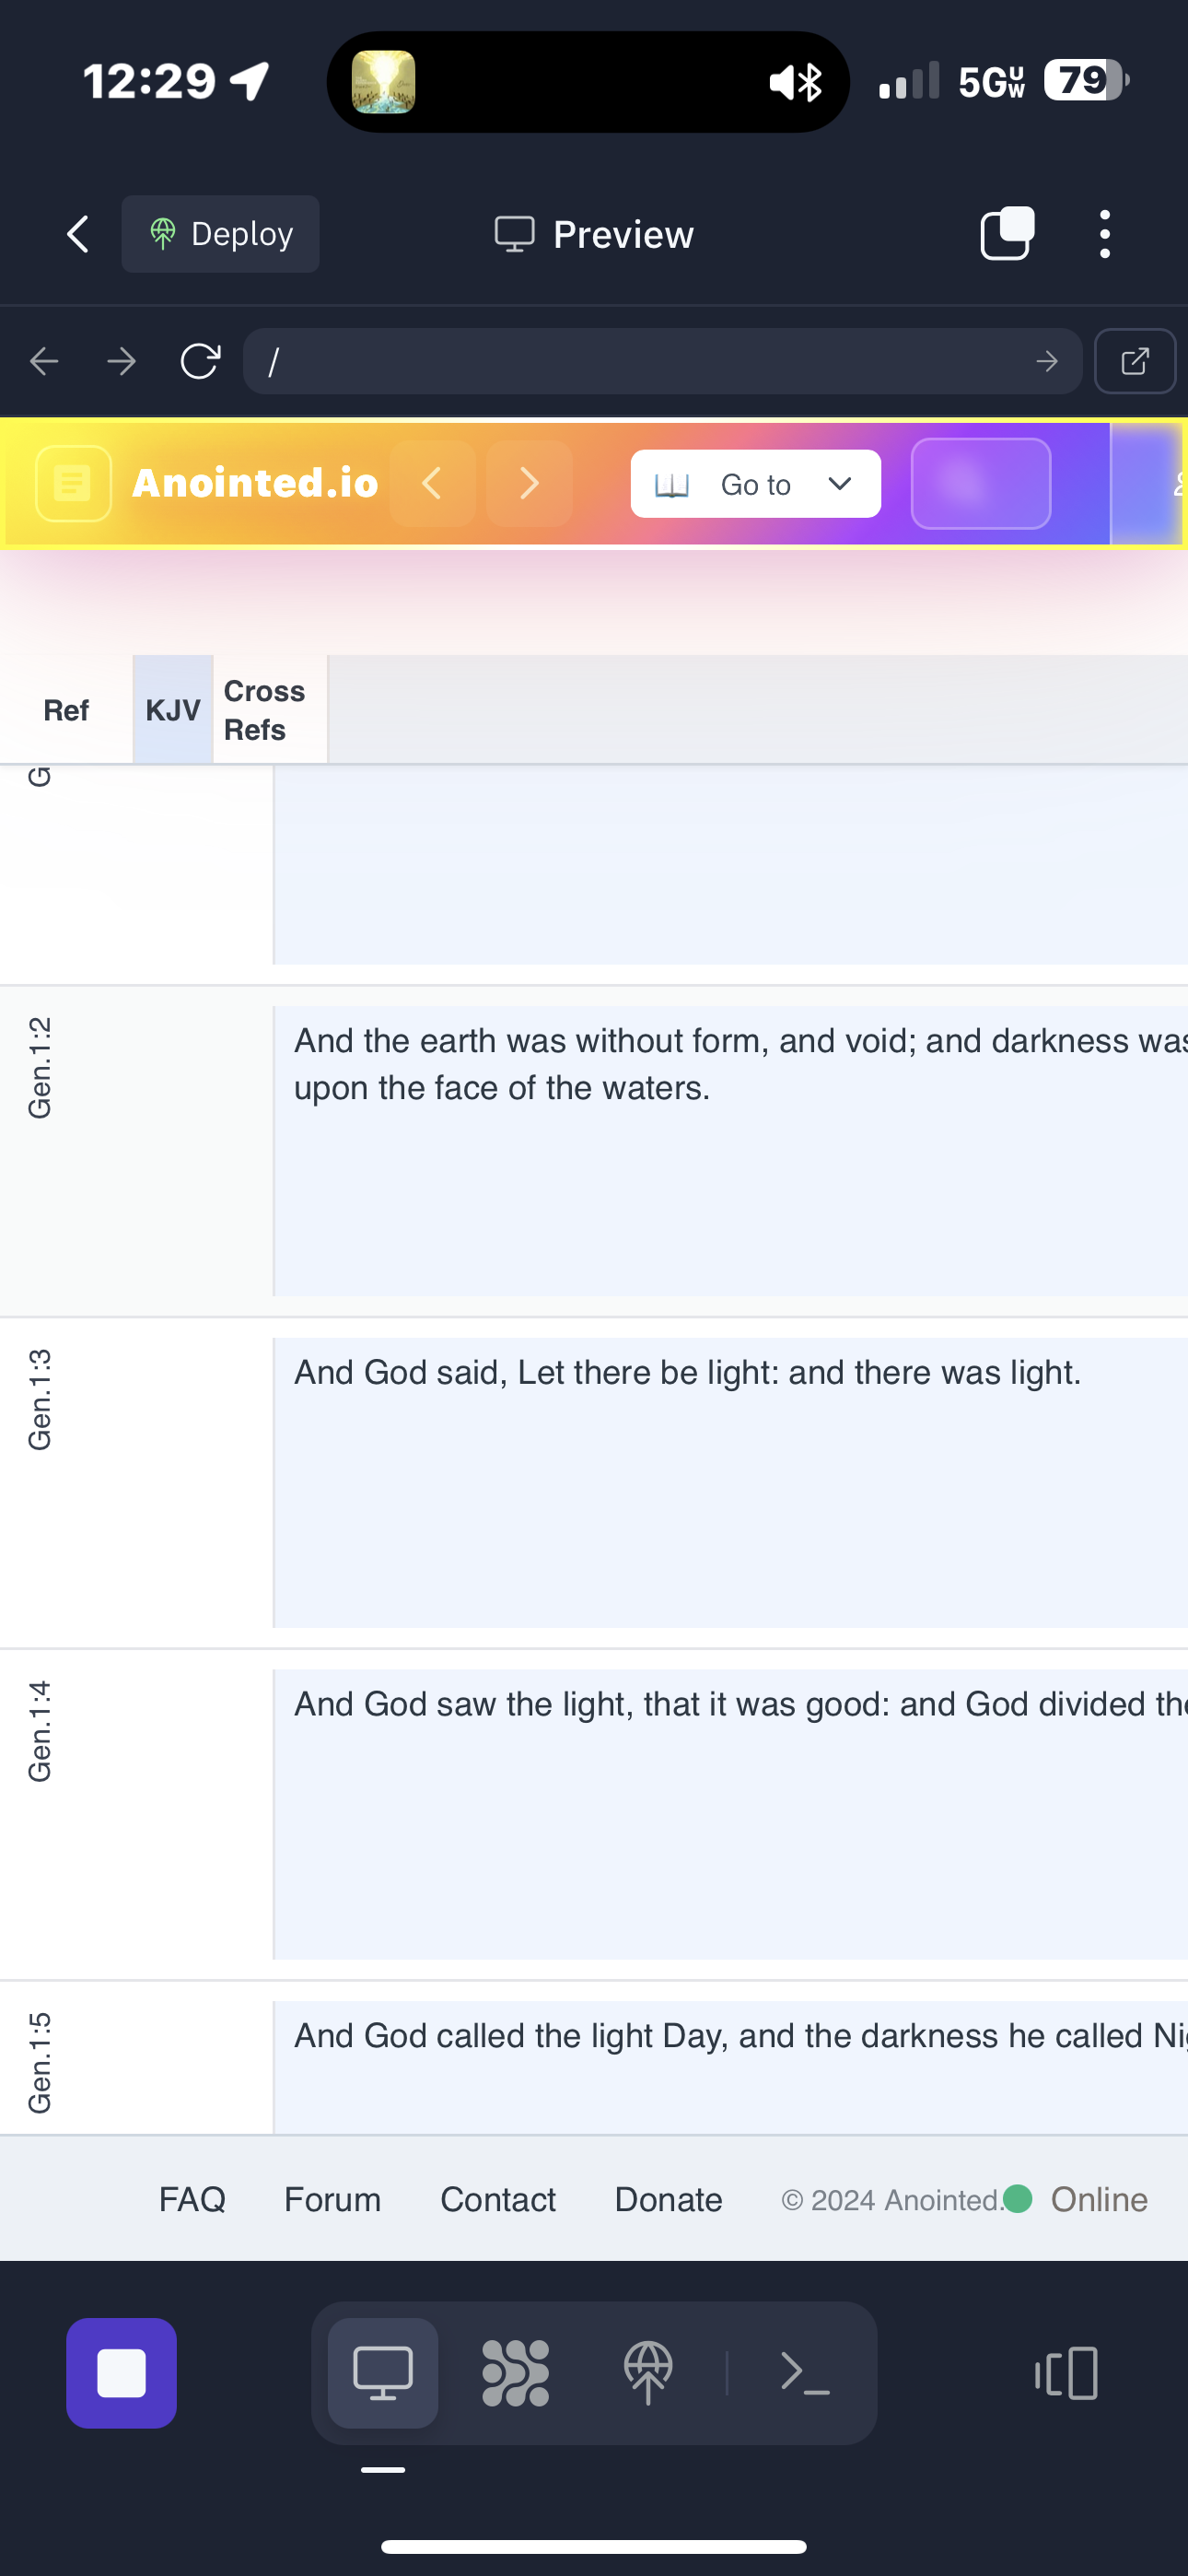 12:29
5GUW
79
Deploy
Preview
/
Anointed.io
Go to
Ref
KJV
Cross
Refs
Gen.1:2
And the earth was without form, and void; and darkness was
upon the face of the waters.
Gen.1:3
And God said, Let there be light: and there was light.
Gen.1:4
And God saw the light, that it was good: and God divided the
Gen.1:5
And God called the light Day, and the darkness he called
FAQ
Forum
Contact
Donate
© 2024 Anointed.
Online